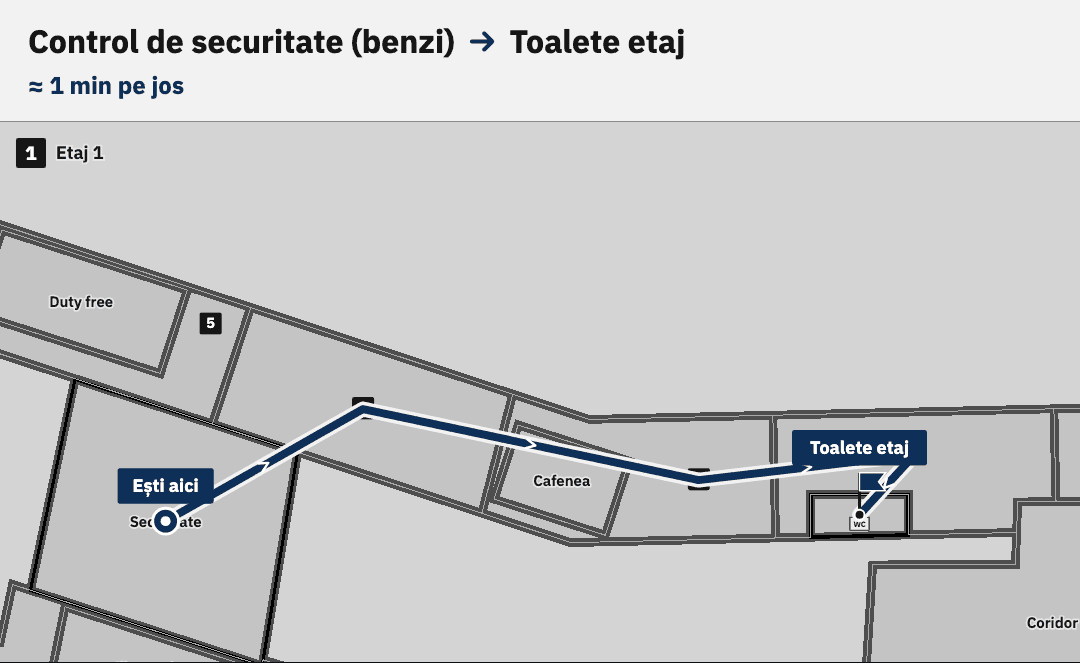 Control de securitate (benzi) → Toalete etaj
≈ 1 min pe jos
1 Etaj 1
Duty free
5
Cafenea
Toalete etaj
Ești aici
WC
Coridor